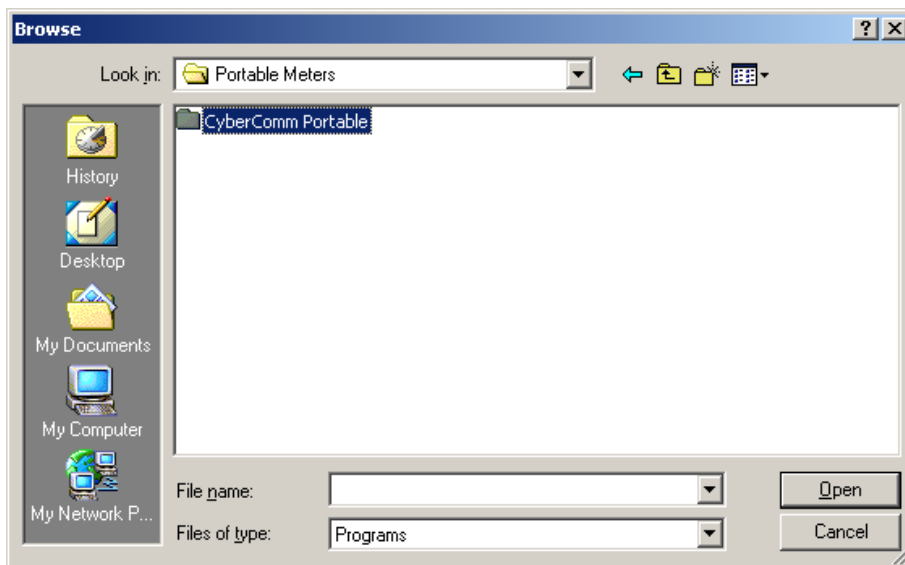 Browse
Look in: Portable Meters
CyberComm Portable
History
Desktop
My Documents
My Computer
My Network P...
File name:
Open
Files of type: Programs
Cancel